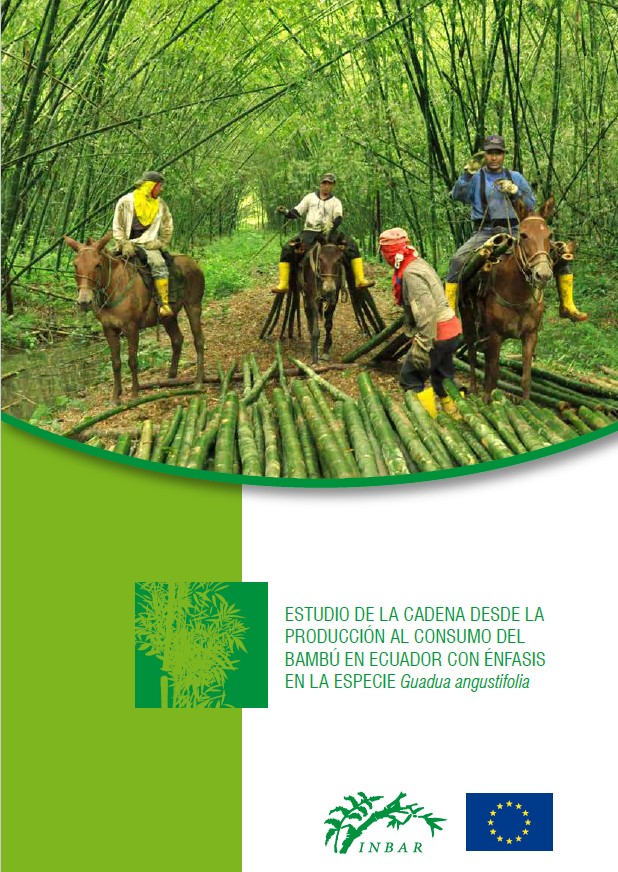 ESTUDIO DE LA CADENA DESDE LA
PRODUCCIÓN AL CONSUMO DEL
BAMBÚ EN ECUADOR CON ÉNFASIS
EN LA ESPECIE Guadua angustifolia
INBAR